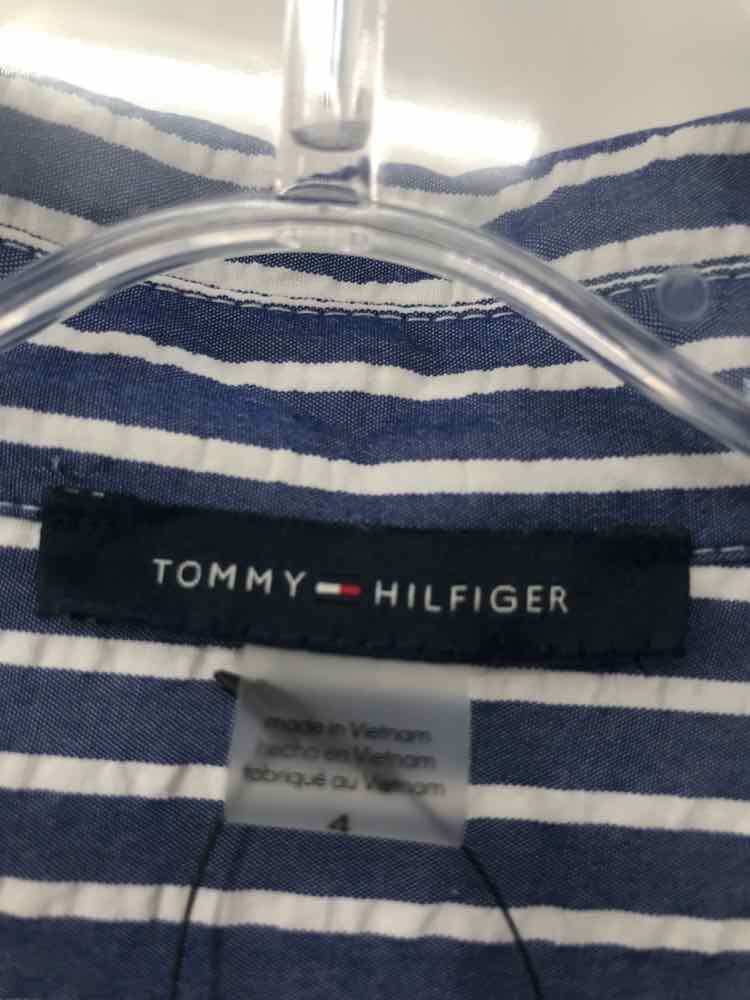 TOMMY HILFIGER
made in Vietnam
hecho en Vietnam
fabriqué au Vietnam
4